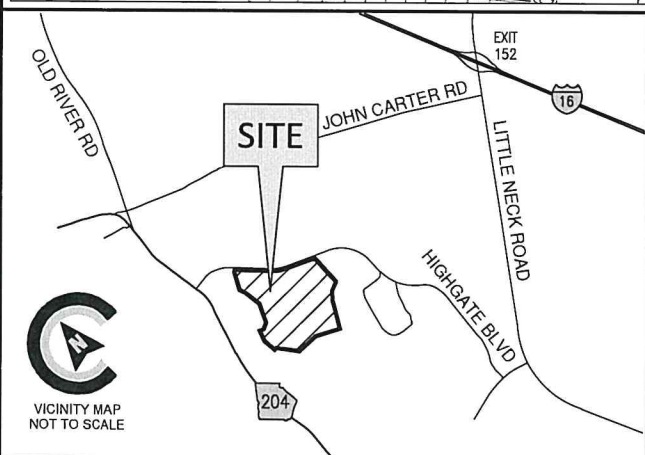 EXIT
152
16
OLD RIVER RD
JOHN CARTER RD
SITE
LITTLE NECK ROAD
HIGHGATE BLVD
N
204
VICINITY MAP
NOT TO SCALE